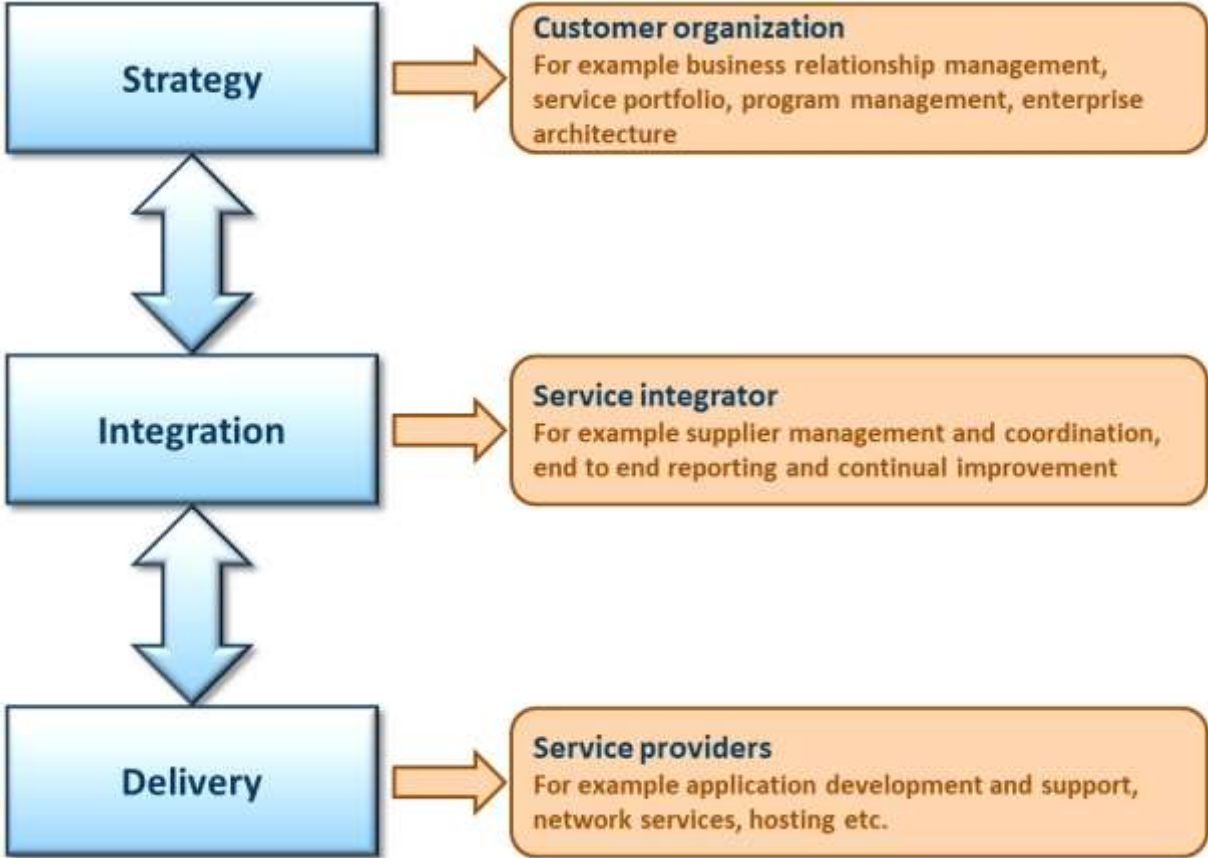 Strategy
Customer organization
For example business relationship management,
service portfolio, program management, enterprise
architecture
Integration
Service integrator
For example supplier management and coordination,
end to end reporting and continual improvement
Delivery
Service providers
For example application development and support,
network services, hosting etc.